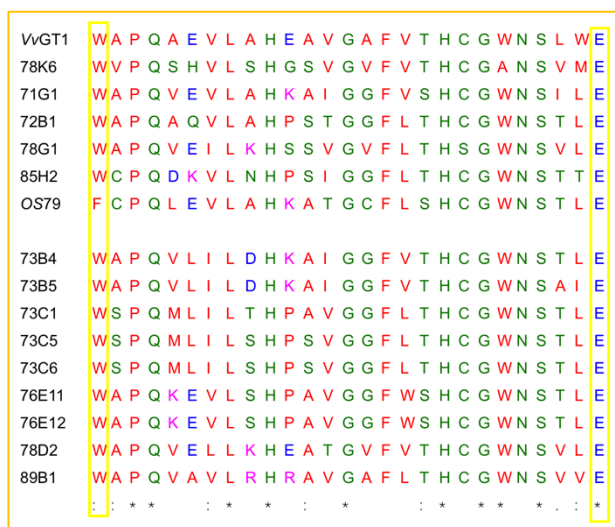 VvGT1 W A P Q A E V L A H E A V G A F V T H C G W N S L W E
78K6 W V P Q S H V L S H G S V G V F V T H C G A N S V M E
71G1 W A P Q V E V L A H K A I G G F V S H C G W N S I L E
72B1 W A P Q A Q V L A H P S T G G F L T H C G W N S T L E
78G1 W A P Q V E I L K H S S V G V F L T H S G W N S V L E
85H2 W C P Q D K V L N H P S I G G F L T H C G W N S T T E
OS79 F C P Q L E V L A H K A T G C F L S H C G W N S T L E
73B4 W A P Q V L I L D H K A I G G F V T H C G W N S T L E
73B5 W A P Q V L I L D H K A I G G F V T H C G W N S A I E
73C1 W S P Q M L I L T H P A V G G F L T H C G W N S T L E
73C5 W S P Q M L I L S H P S V G G F L T H C G W N S T L E
73C6 W S P Q M L I L S H P S V G G F L T H C G W N S T L E
76E11 W A P Q K E V L S H P A V G G F W S H C G W N S T L E
76E12 W A P Q K E V L S H P A V G G F W S H C G W N S T L E
78D2 W A P Q V E L L K H E A T G V F V T H C G W N S V L E
89B1 W A P Q V A V L R H R A V G A F L T H C G W N S V V E
: : * * : * : * * : * : * * * * . : *